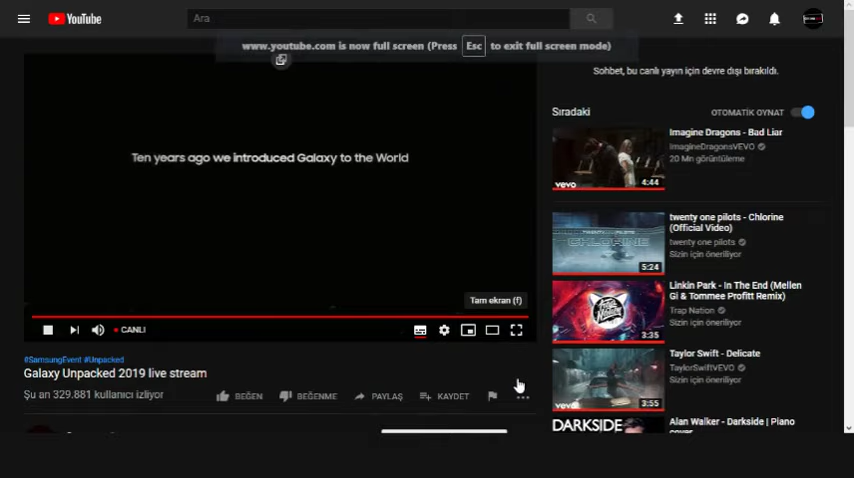 YouTube
Ara
www.youtube.com is now full screen (Press Esc to exit full screen mode)
Ten years ago we introduced Galaxy to the World
Tam ekran (f)
CANLI
#SamsungEvent #Unpacked
Galaxy Unpacked 2019 live stream
Şu an 329.881 kullanıcı izliyor
BEĞEN
BEĞENME
PAYLAŞ
KAYDET
Sohbet, bu canlı yayın için devre dışı bırakıldı.
Sıradaki
OTOMATİK OYNAT
vevo
4:44
Imagine Dragons - Bad Liar
ImagineDragonsVEVO
20 Mn görüntüleme
CHLORINE
5:24
twenty one pilots - Chlorine
(Official Video)
twenty one pilots
Sizin için öneriliyor
3:35
Linkin Park - In The End (Mellen
Gi & Tommee Profitt Remix)
Trap Nation
Sizin için öneriliyor
vevo
3:55
Taylor Swift - Delicate
TaylorSwiftVEVO
Sizin için öneriliyor
DARKSIDE
Alan Walker - Darkside | Piano
cover